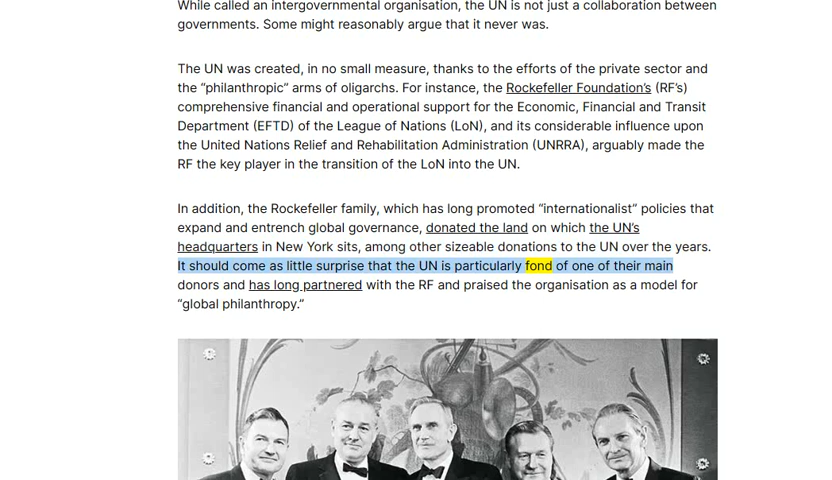 While called an intergovernmental organisation, the UN is not just a collaboration between
governments. Some might reasonably argue that it never was.
The UN was created, in no small measure, thanks to the efforts of the private sector and
the “philanthropic” arms of oligarchs. For instance, the Rockefeller Foundation’s (RF’s)
comprehensive financial and operational support for the Economic, Financial and Transit
Department (EFTD) of the League of Nations (LoN), and its considerable influence upon
the United Nations Relief and Rehabilitation Administration (UNRRA), arguably made the
RF the key player in the transition of the LoN into the UN.
In addition, the Rockefeller family, which has long promoted “internationalist” policies that
expand and entrench global governance, donated the land on which the UN’s
headquarters in New York sits, among other sizeable donations to the UN over the years.
It should come as little surprise that the UN is particularly fond of one of their main
donors and has long partnered with the RF and praised the organisation as a model for
“global philanthropy.”